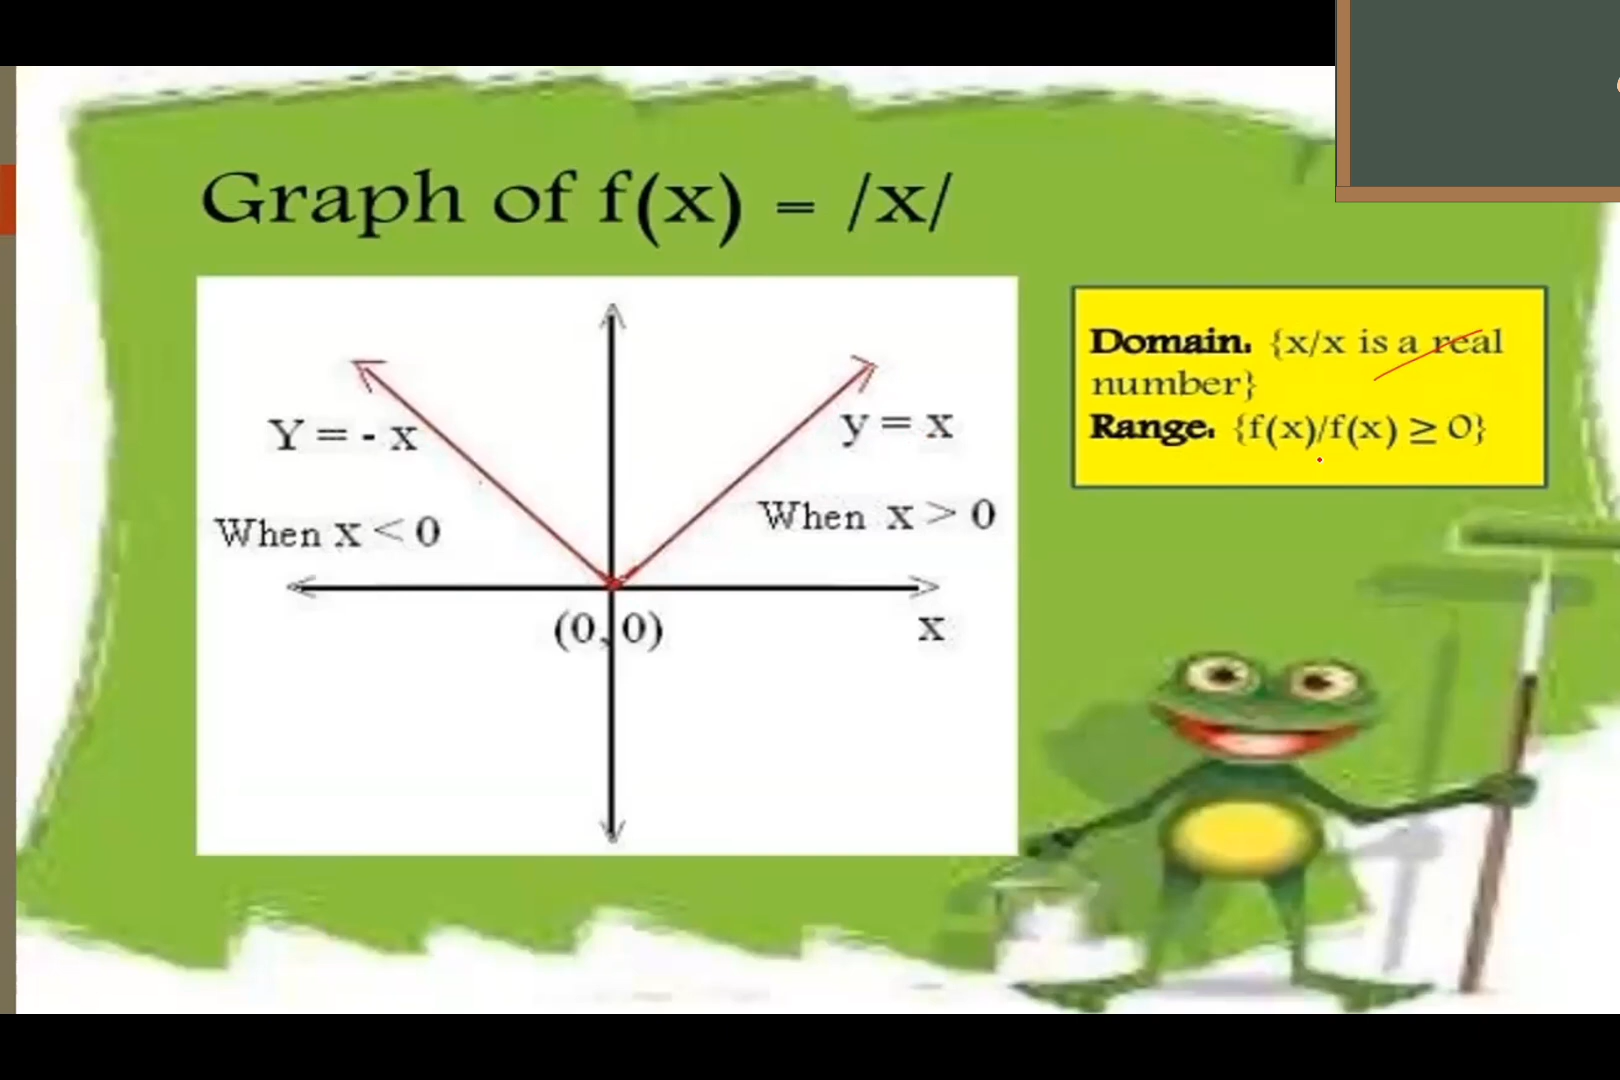 Graph of f(x) = /x/
Y = - x
y = x
When x < 0
When x > 0
(0, 0)
x
Domain: {x/x is a real
number}
Range: {f(x)/f(x) ≥ 0}